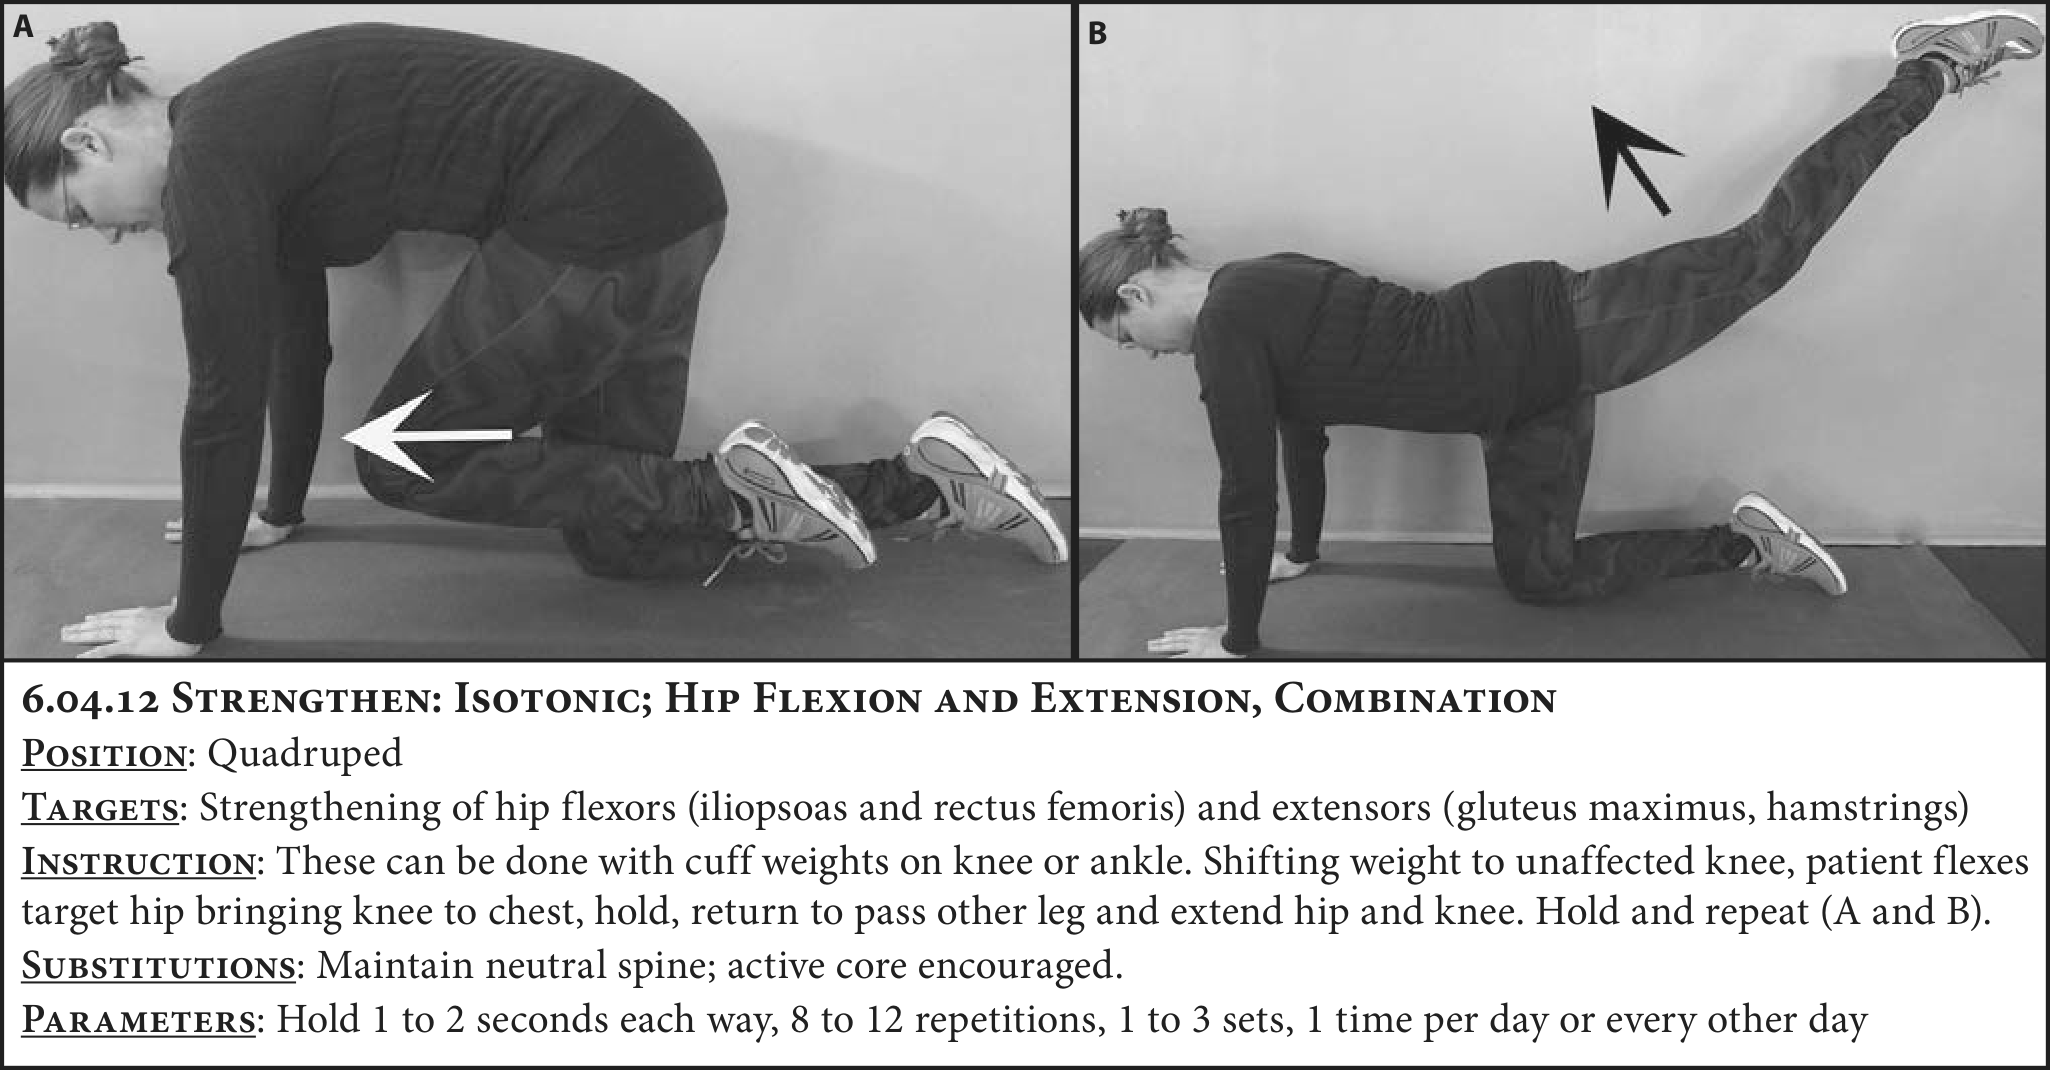 A
B
6.04.12 Strengthen: Isotonic; Hip Flexion and Extension, Combination
Position: Quadruped
Targets: Strengthening of hip flexors (iliopsoas and rectus femoris) and extensors (gluteus maximus, hamstrings)
Instruction: These can be done with cuff weights on knee or ankle. Shifting weight to unaffected knee, patient flexes
target hip bringing knee to chest, hold, return to pass other leg and extend hip and knee. Hold and repeat (A and B).
Substitutions: Maintain neutral spine; active core encouraged.
Parameters: Hold 1 to 2 seconds each way, 8 to 12 repetitions, 1 to 3 sets, 1 time per day or every other day